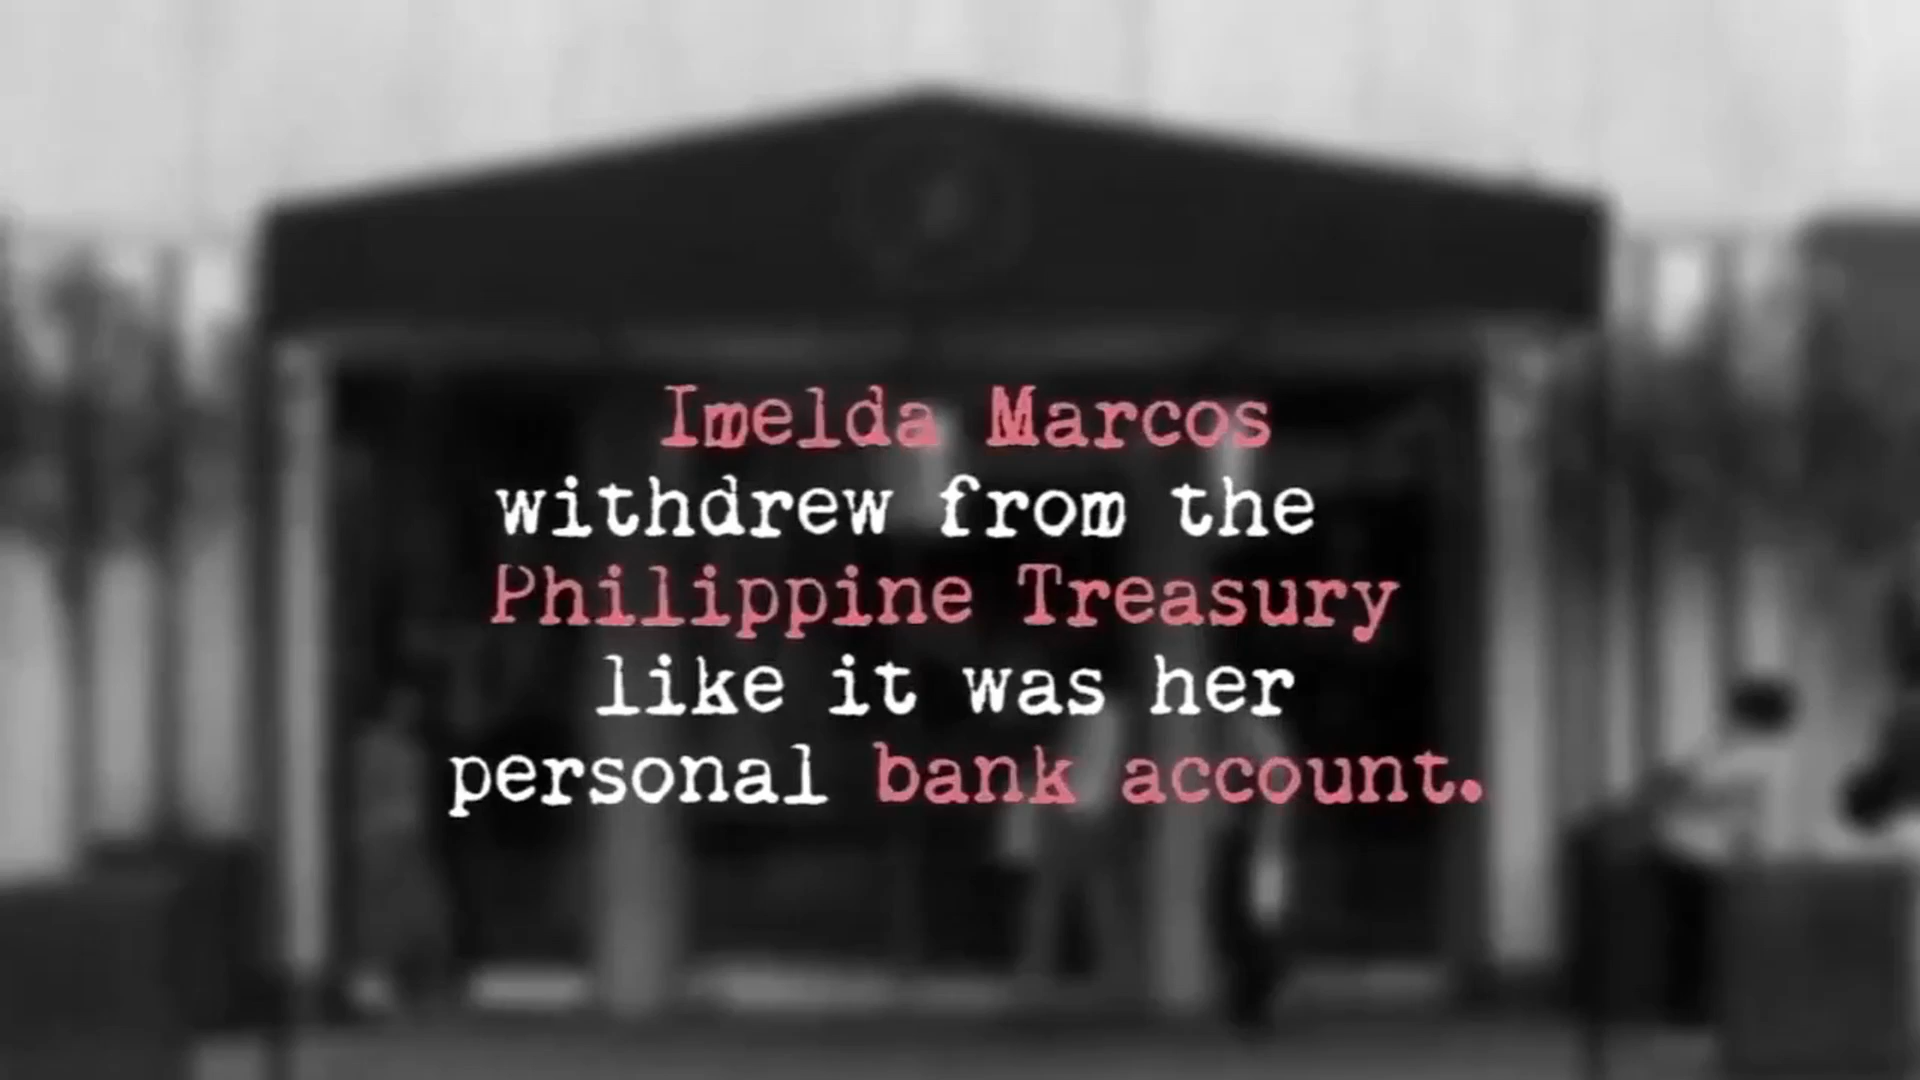 Imelda Marcos
withdrew from the
Philippine Treasury
like it was her
personal bank account.